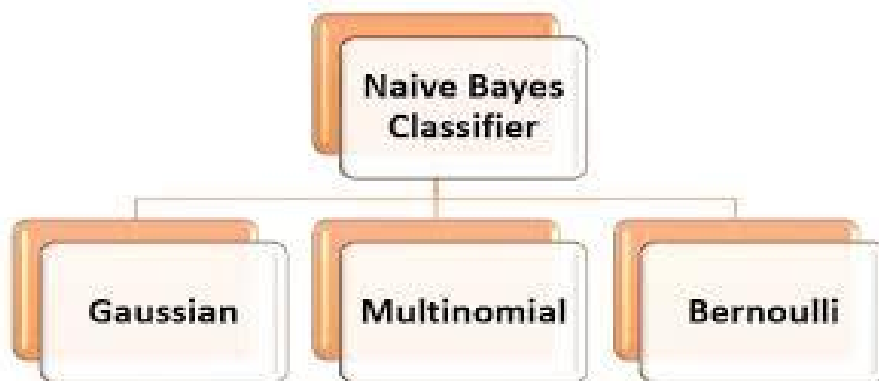 Naive Bayes
Classifier
Gaussian
Multinomial
Bernoulli